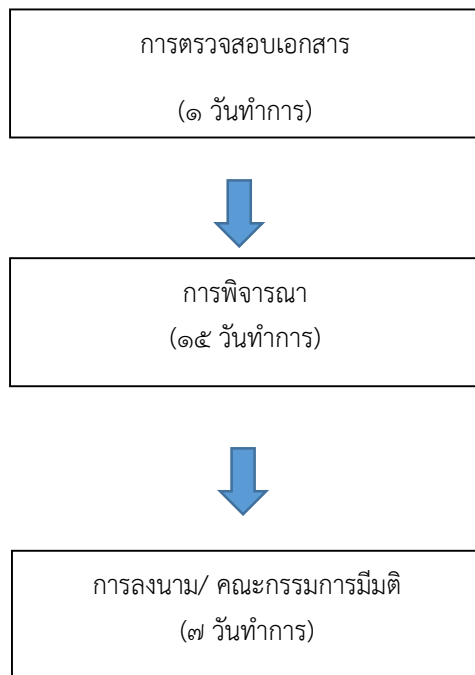 การตรวจสอบเอกสาร
(๑ วันทำการ)
การพิจารณา
(๑๕ วันทำการ)
การลงนาม/ คณะกรรมการมีมติ
(๗ วันทำการ)